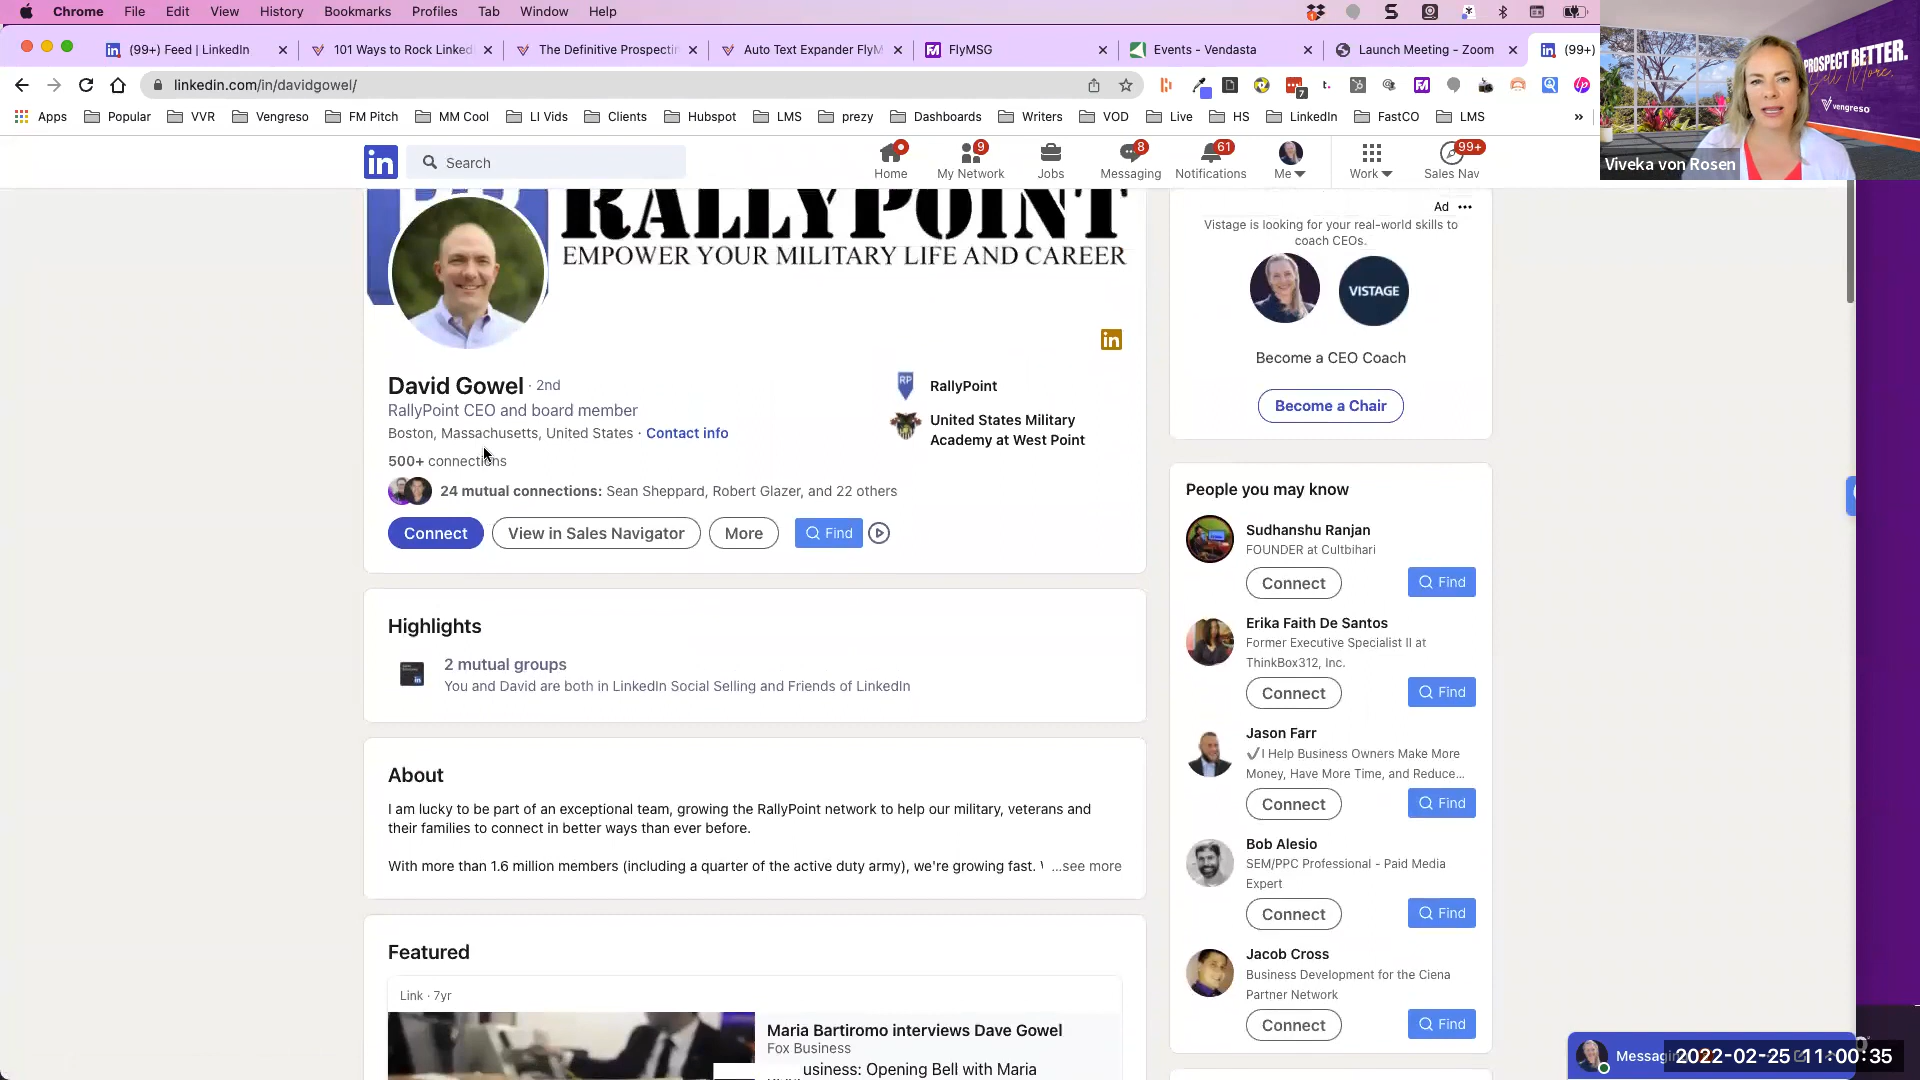 Chrome File Edit View History Bookmarks Profiles Tab Window Help
(99+) Feed | LinkedIn
101 Ways to Rock Linked
The Definitive Prospecti
Auto Text Expander FlyM
FlyMSG
Events - Vendasta
Launch Meeting - Zoom
(99+)
linkedin.com/in/davidgowel/
7
Apps Popular VVR Vengreso FM Pitch MM Cool LI Vids Clients Hubspot LMS prezy Dashboards Writers VOD Live HS LinkedIn FastCO LMS »
PROSPECT BETTER.
Sell More.
vengreso
Viveka von Rosen
in
Search
9
8
61
99+
Home
My Network
Jobs
Messaging
Notifications
Me
Work
Sales Nav
RALLYPOINT
EMPOWER YOUR MILITARY LIFE AND CAREER
in
David Gowel · 2nd
RallyPoint CEO and board member
Boston, Massachusetts, United States · Contact info
500+ connections
24 mutual connections: Sean Sheppard, Robert Glazer, and 22 others
Connect
View in Sales Navigator
More
Find
RP
RallyPoint
United States Military
Academy at West Point
Highlights
2 mutual groups
You and David are both in LinkedIn Social Selling and Friends of LinkedIn
About
I am lucky to be part of an exceptional team, growing the RallyPoint network to help our military, veterans and
their families to connect in better ways than ever before.
With more than 1.6 million members (including a quarter of the active duty army), we're growing fast. ...see more
Featured
Link · 7yr
Maria Bartiromo interviews Dave Gowel
Fox Business
usiness: Opening Bell with Maria
Ad
Vistage is looking for your real-world skills to
coach CEOs.
VISTAGE
Become a CEO Coach
Become a Chair
People you may know
Sudhanshu Ranjan
FOUNDER at Cultbihari
Connect
Find
Erika Faith De Santos
Former Executive Specialist II at
ThinkBox312, Inc.
Connect
Find
Jason Farr
✓I Help Business Owners Make More
Money, Have More Time, and Reduce...
Connect
Find
Bob Alesio
SEM/PPC Professional - Paid Media
Expert
Connect
Find
Jacob Cross
Business Development for the Ciena
Partner Network
Connect
Find
Messagi
2022-02-25 11:00:35